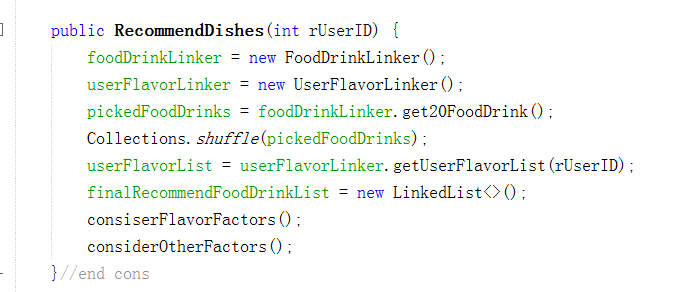 public RecommendDishes(int rUserID) {
foodDrinkLinker = new FoodDrinkLinker();
userFlavorLinker = new UserFlavorLinker();
pickedFoodDrinks = foodDrinkLinker.get20FoodDrink();
Collections.shuffle(pickedFoodDrinks);
userFlavorList = userFlavorLinker.getUserFlavorList(rUserID);
finalRecommendFoodDrinkList = new LinkedList<>();
consiserFlavorFactors();
considerOtherFactors();
}//end cons